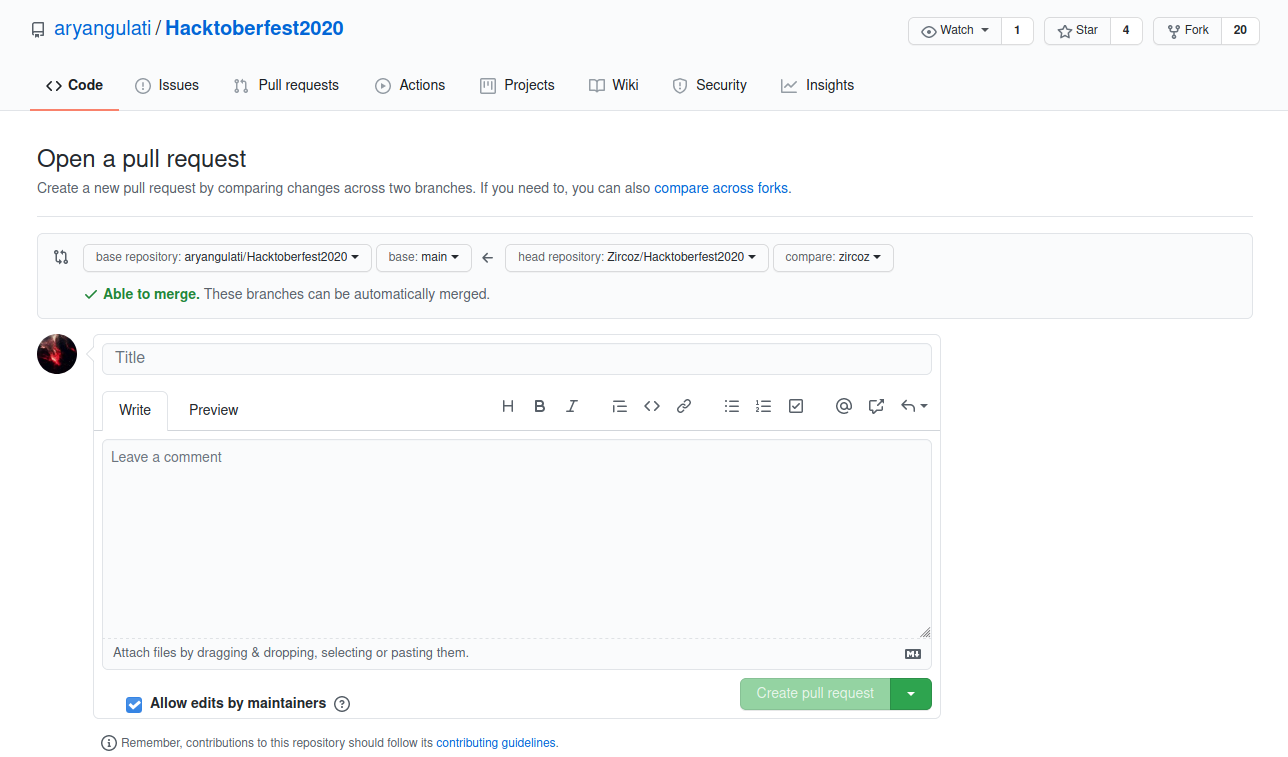 aryangulati / Hacktoberfest2020
Watch 1 Star 4 Fork 20
Code Issues Pull requests Actions Projects Wiki Security Insights
Open a pull request
Create a new pull request by comparing changes across two branches. If you need to, you can also compare across forks.
base repository: aryangulati/Hacktoberfest2020 base: main ← head repository: Zircoz/Hacktoberfest2020 compare: zircoz
✓ Able to merge. These branches can be automatically merged.
Title
Write Preview
Leave a comment
Attach files by dragging & dropping, selecting or pasting them.
Allow edits by maintainers
Create pull request
Remember, contributions to this repository should follow its contributing guidelines.